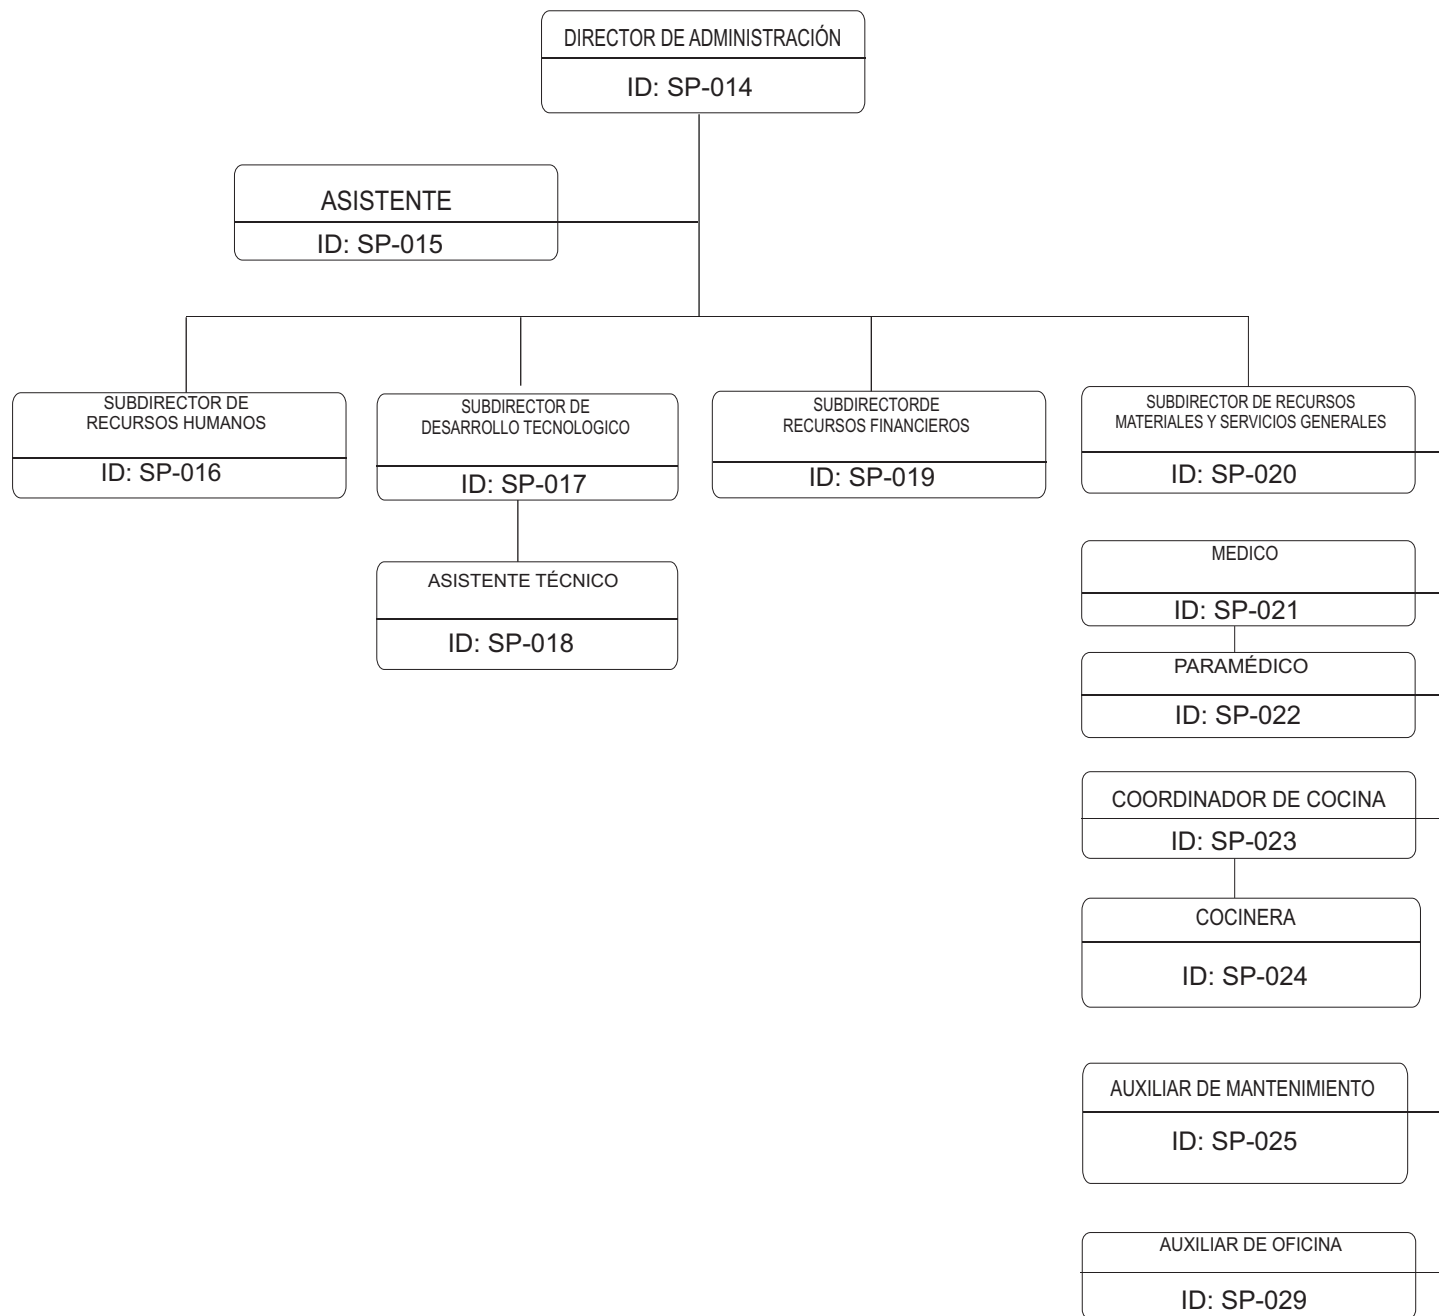 DIRECTOR DE ADMINISTRACIÓN
ID: SP-014
ASISTENTE
ID: SP-015
SUBDIRECTOR DE
RECURSOS HUMANOS
ID: SP-016
SUBDIRECTOR DE
DESARROLLO TECNOLOGICO
ID: SP-017
ASISTENTE TÉCNICO
ID: SP-018
SUBDIRECTORDE
RECURSOS FINANCIEROS
ID: SP-019
SUBDIRECTOR DE RECURSOS
MATERIALES Y SERVICIOS GENERALES
ID: SP-020
MEDICO
ID: SP-021
PARAMÉDICO
ID: SP-022
COORDINADOR DE COCINA
ID: SP-023
COCINERA
ID: SP-024
AUXILIAR DE MANTENIMIENTO
ID: SP-025
AUXILIAR DE OFICINA
ID: SP-029